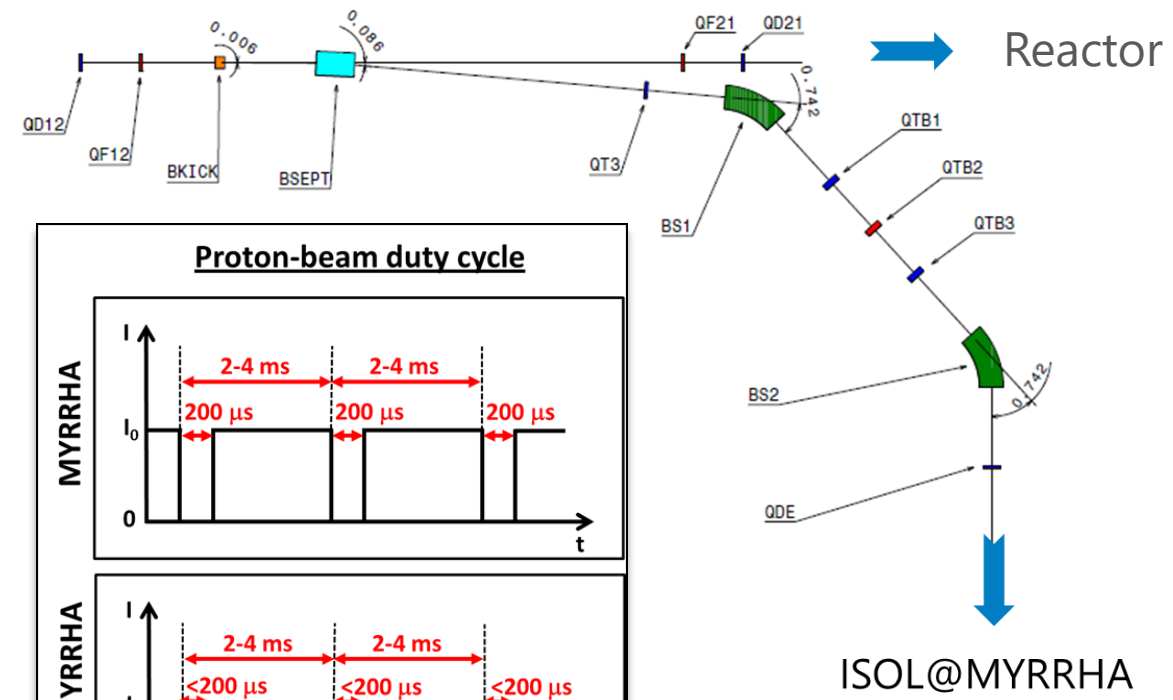 0.006
0.086
QF21
QD21
Reactor
QD12
QF12
BKICK
BSEPT
QT3
0.742
QTB1
QTB2
QTB3
BS1
BS2
0.742
QDE
ISOL@MYRRHA
Proton-beam duty cycle
MYRRHA
I
2-4 ms
2-4 ms
200 μs
200 μs
200 μs
I0
0
t
I
2-4 ms
2-4 ms
<200 μs
<200 μs
<200 μs